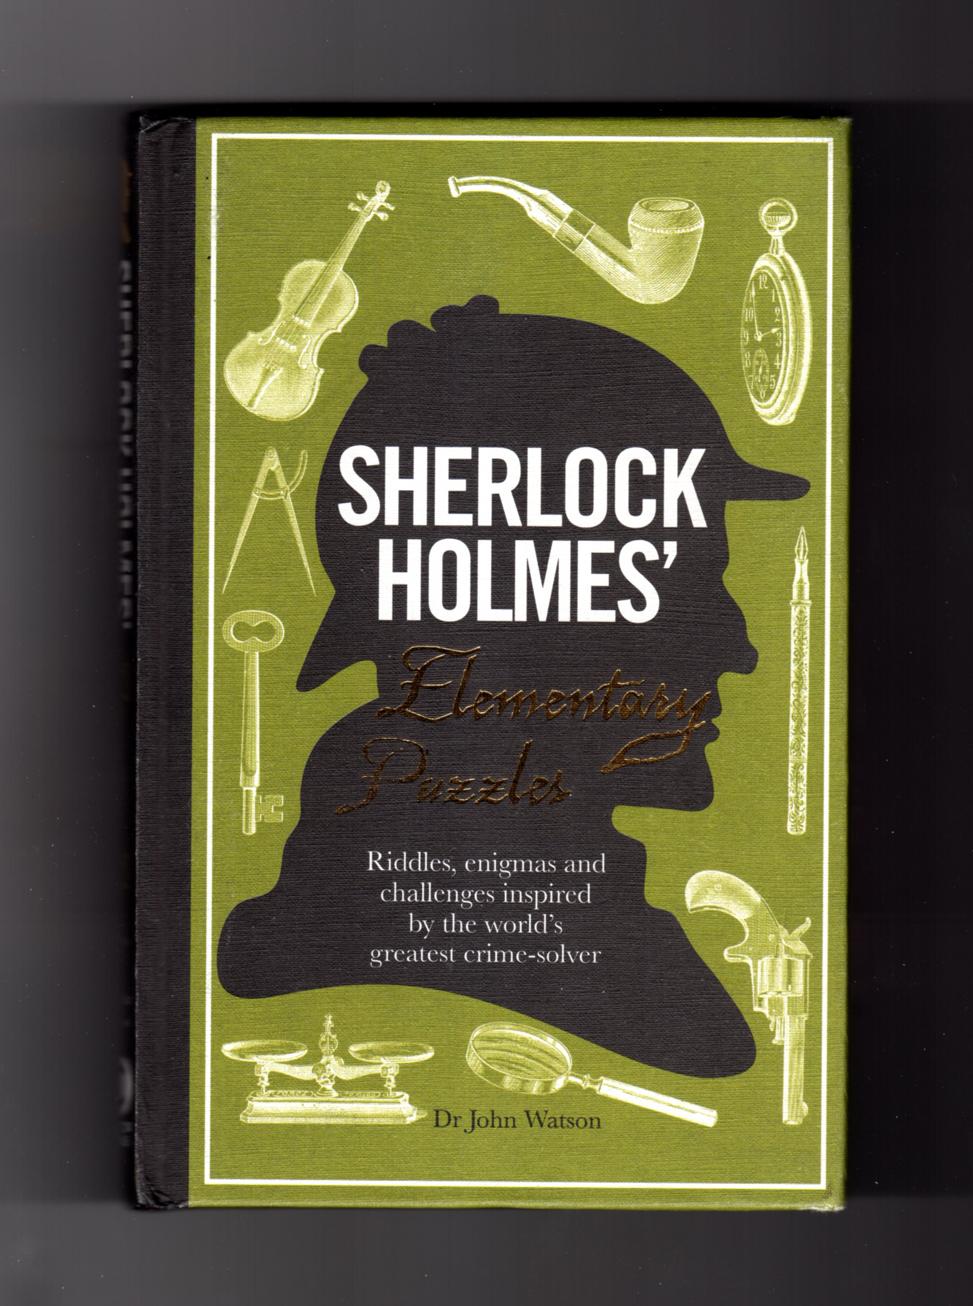 SHERLOCK
HOLMES’
Elementary
Puzzles
Riddles, enigmas and
challenges inspired
by the world’s
greatest crime-solver
Dr John Watson